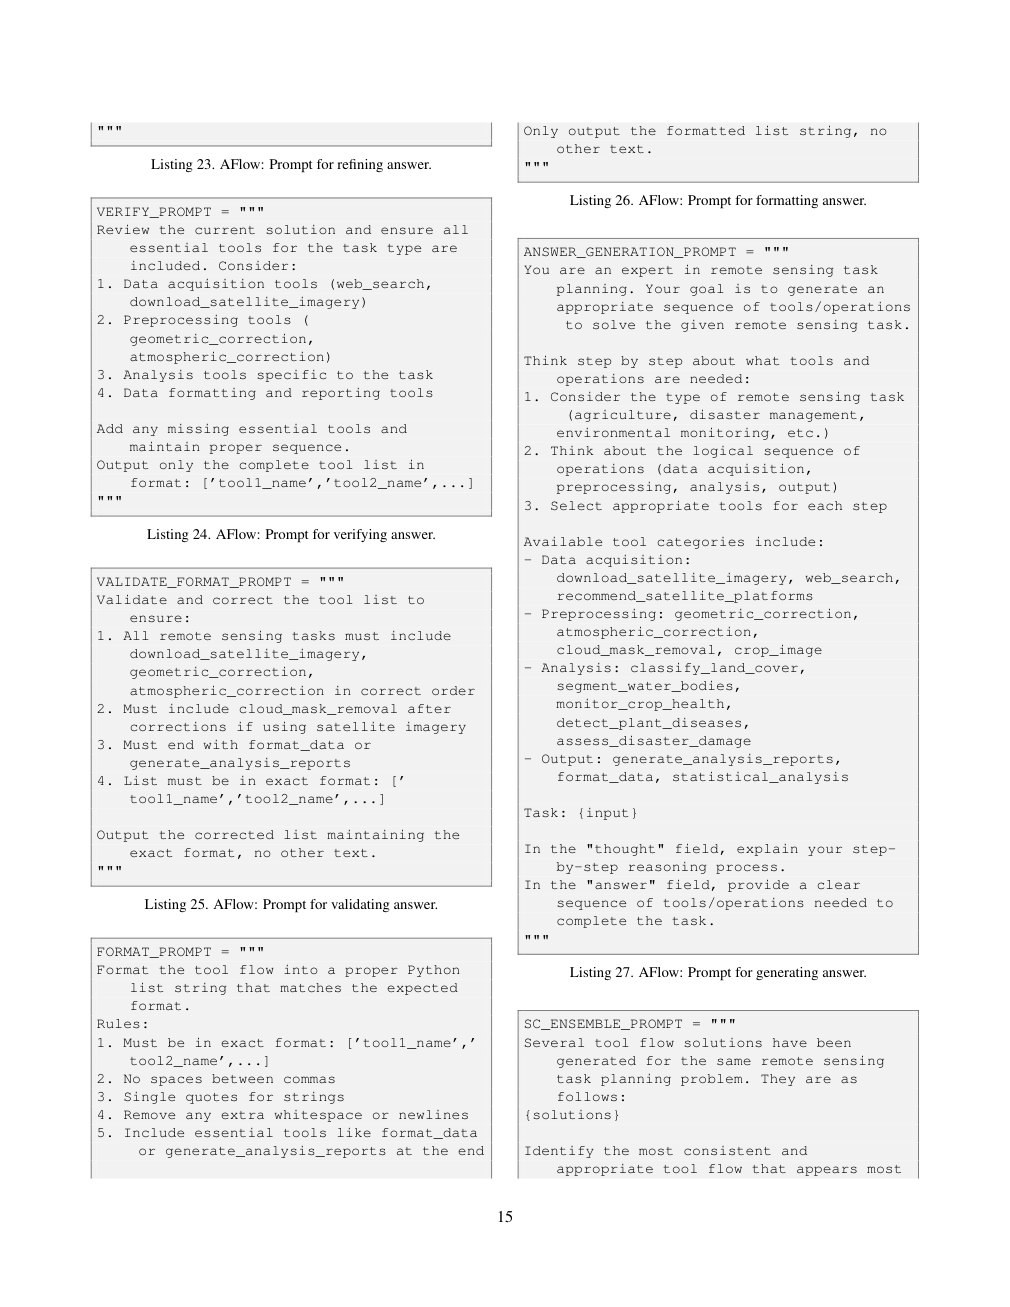 """
Listing 23. AFlow: Prompt for refining answer.
VERIFY_PROMPT = """
Review the current solution and ensure all
essential tools for the task type are
included. Consider:
1. Data acquisition tools (web_search,
download_satellite_imagery)
2. Preprocessing tools (
geometric_correction,
atmospheric_correction)
3. Analysis tools specific to the task
4. Data formatting and reporting tools
Add any missing essential tools and
maintain proper sequence.
Output only the complete tool list in
format: ['tool1_name','tool2_name',...]
"""
Listing 24. AFlow: Prompt for verifying answer.
VALIDATE_FORMAT_PROMPT = """
Validate and correct the tool list to
ensure:
1. All remote sensing tasks must include
download_satellite_imagery,
geometric_correction,
atmospheric_correction in correct order
2. Must include cloud_mask_removal after
corrections if using satellite imagery
3. Must end with format_data or
generate_analysis_reports
4. List must be in exact format: ['
tool1_name','tool2_name',...]
Output the corrected list maintaining the
exact format, no other text.
"""
Listing 25. AFlow: Prompt for validating answer.
FORMAT_PROMPT = """
Format the tool flow into a proper Python
list string that matches the expected
format.
Rules:
1. Must be in exact format: ['tool1_name','
tool2_name',...]
2. No spaces between commas
3. Single quotes for strings
4. Remove any extra whitespace or newlines
5. Include essential tools like format_data
or generate_analysis_reports at the end
Only output the formatted list string, no
other text.
"""
Listing 26. AFlow: Prompt for formatting answer.
ANSWER_GENERATION_PROMPT = """
You are an expert in remote sensing task
planning. Your goal is to generate an
appropriate sequence of tools/operations
to solve the given remote sensing task.
Think step by step about what tools and
operations are needed:
1. Consider the type of remote sensing task
(agriculture, disaster management,
environmental monitoring, etc.)
2. Think about the logical sequence of
operations (data acquisition,
preprocessing, analysis, output)
3. Select appropriate tools for each step
Available tool categories include:
- Data acquisition:
download_satellite_imagery, web_search,
recommend_satellite_platforms
- Preprocessing: geometric_correction,
atmospheric_correction,
cloud_mask_removal, crop_image
- Analysis: classify_land_cover,
segment_water_bodies,
monitor_crop_health,
detect_plant_diseases,
assess_disaster_damage
- Output: generate_analysis_reports,
format_data, statistical_analysis
Task: {input}
In the "thought" field, explain your step-
by-step reasoning process.
In the "answer" field, provide a clear
sequence of tools/operations needed to
complete the task.
"""
Listing 27. AFlow: Prompt for generating answer.
SC_ENSEMBLE_PROMPT = """
Several tool flow solutions have been
generated for the same remote sensing
task planning problem. They are as
follows:
{solutions}
Identify the most consistent and
appropriate tool flow that appears most
15